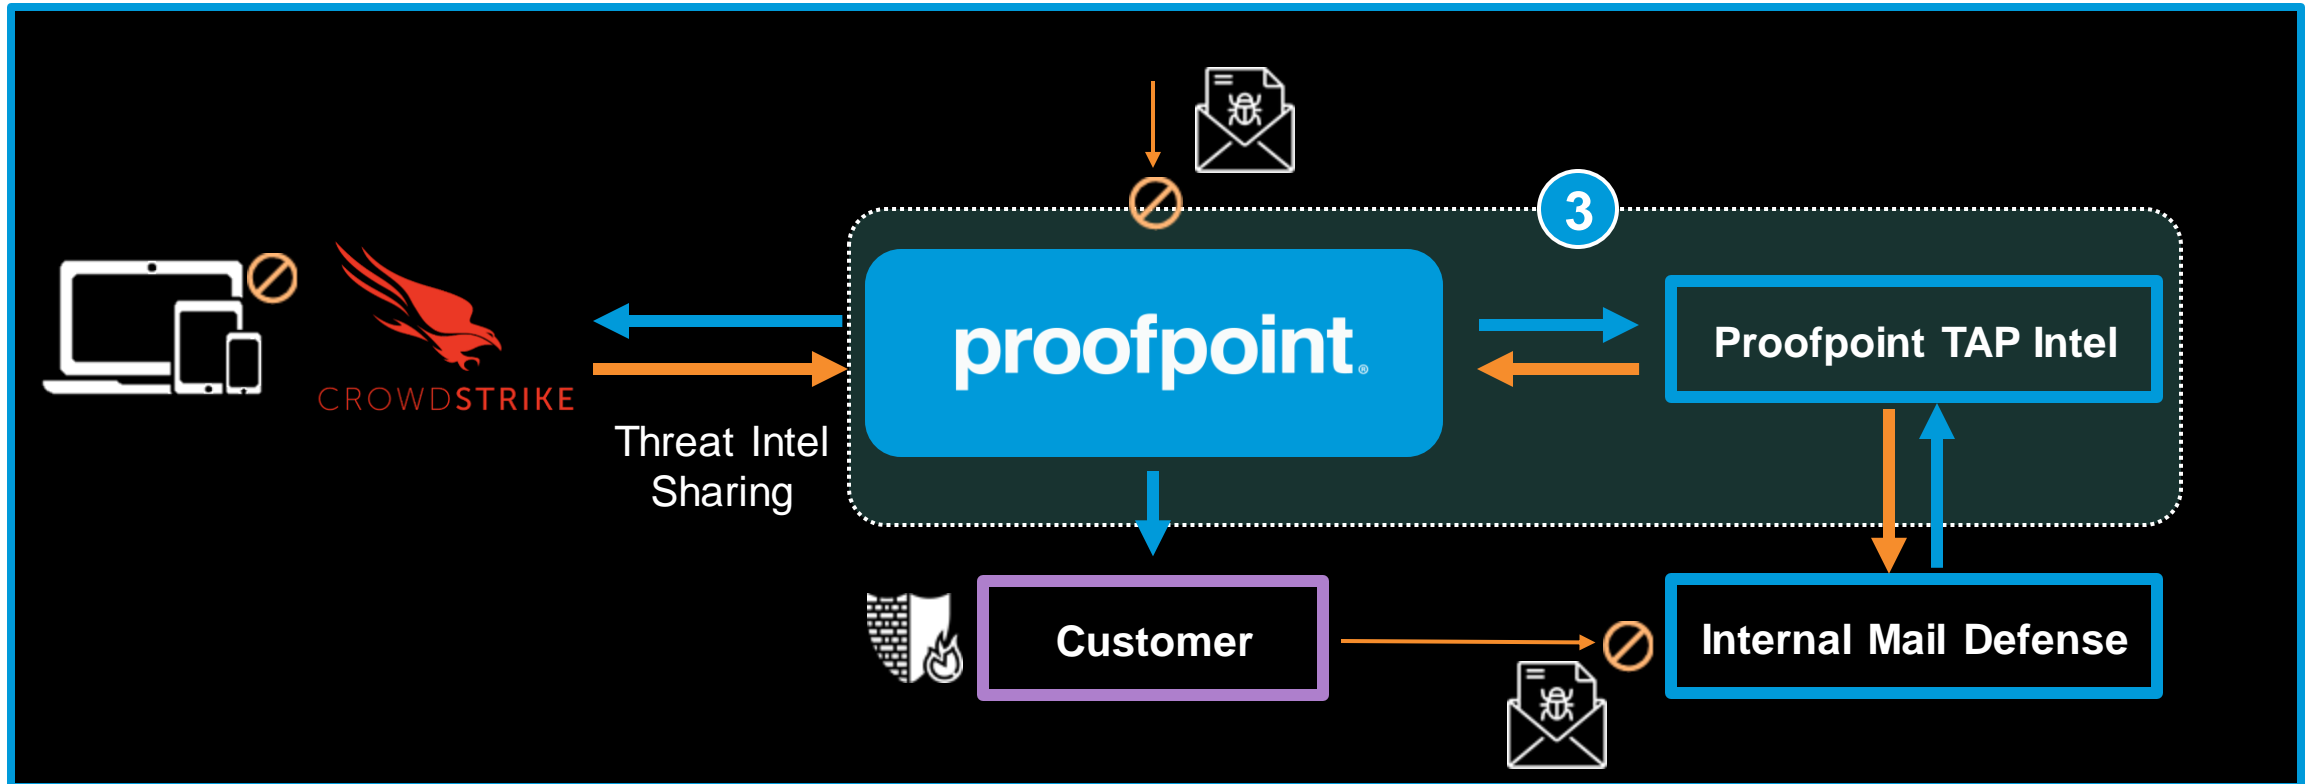 3
proofpoint®
Proofpoint TAP Intel
CROWDSTRIKE
Threat Intel
Sharing
Customer
Internal Mail Defense